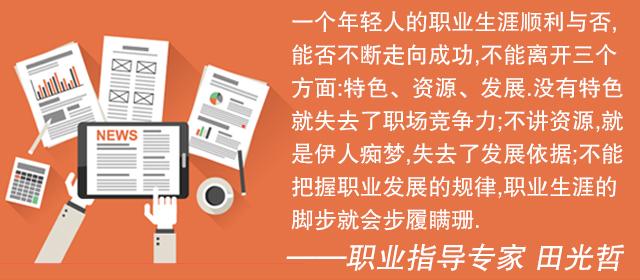 NEWS
一个年轻人的职业生涯顺利与否,
能否不断走向成功,不能离开三个
方面:特色、资源、发展.没有特色
就失去了职场竞争力;不讲资源,就
是伊人痴梦,失去了发展依据;不能
把握职业发展的规律,职业生涯的
脚步就会步履瞒珊.
——职业指导专家 田光哲